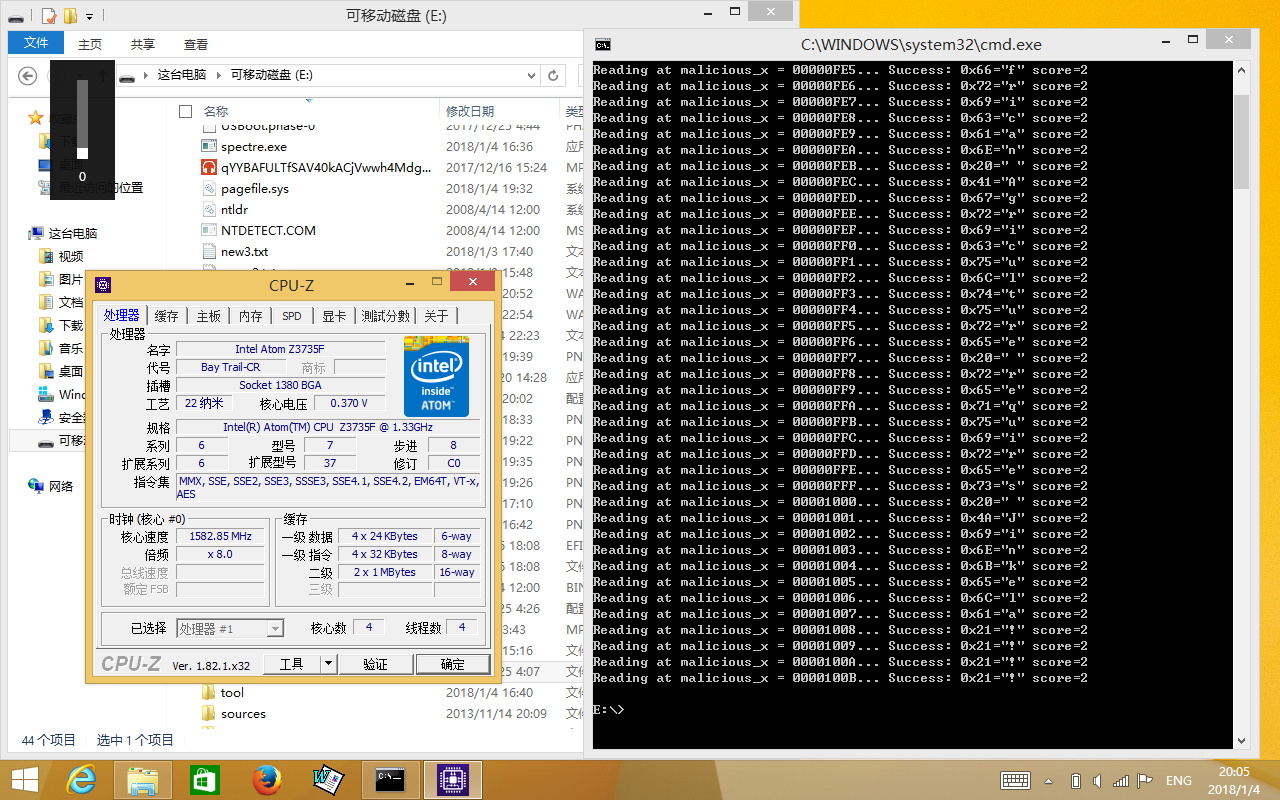 可移动磁盘 (E:)
文件
主页
共享
查看
这台电脑
可移动磁盘 (E:)
名称
修改日期
下载
桌面
最近访问的位置
0
这台电脑
视频
图片
文档
下载
音乐
桌面
网络
USBoot.phase-0 2017/12/25 4:44
spectre.exe 2018/1/4 16:36
qYYBAFULTfSAV40kACjVwwh4Mdg... 2017/12/16 15:24 MP
pagefile.sys 2018/1/4 19:32
ntldr 2008/4/14 12:00
NTDETECT.COM 2008/4/14 12:00 MS
new3.txt 2018/1/3 17:40
tool 2018/1/4 16:40
sources 2013/11/14 20:09
44 个项目 选中 1 个项目
CPU-Z
处理器 缓存 主板 内存 SPD 显卡 測試分數 关于
处理器
名字 Intel Atom Z3735F
代号 Bay Trail-CR 商标
插槽 Socket 1380 BGA
工艺 22 纳米 核心电压 0.370 V
intel inside™ ATOM™
规格 Intel(R) Atom(TM) CPU Z3735F @ 1.33GHz
系列 6 型号 7 步进 8
扩展系列 6 扩展型号 37 修订 C0
指令集 MMX, SSE, SSE2, SSE3, SSSE3, SSE4.1, SSE4.2, EM64T, VT-x,
AES
时钟 (核心 #0)
核心速度 1582.85 MHz
倍频 x 8.0
总线速度
额定 FSB
缓存
一级 数据 4 x 24 KBytes 6-way
一级 指令 4 x 32 KBytes 8-way
二级 2 x 1 MBytes 16-way
三级
已选择 处理器 #1 核心数 4 线程数 4
CPU-Z Ver. 1.82.1.x32 工具 验证 确定
C:\WINDOWS\system32\cmd.exe
Reading at malicious_x = 00000FE5... Success: 0x66="f" score=2
Reading at malicious_x = 00000FE6... Success: 0x72="r" score=2
Reading at malicious_x = 00000FE7... Success: 0x69="i" score=2
Reading at malicious_x = 00000FE8... Success: 0x63="c" score=2
Reading at malicious_x = 00000FE9... Success: 0x61="a" score=2
Reading at malicious_x = 00000FEA... Success: 0x6E="n" score=2
Reading at malicious_x = 00000FEB... Success: 0x20=" " score=2
Reading at malicious_x = 00000FEC... Success: 0x41="A" score=2
Reading at malicious_x = 00000FED... Success: 0x67="g" score=2
Reading at malicious_x = 00000FEE... Success: 0x72="r" score=2
Reading at malicious_x = 00000FEF... Success: 0x69="i" score=2
Reading at malicious_x = 00000FF0... Success: 0x63="c" score=2
Reading at malicious_x = 00000FF1... Success: 0x75="u" score=2
Reading at malicious_x = 00000FF2... Success: 0x6C="l" score=2
Reading at malicious_x = 00000FF3... Success: 0x74="t" score=2
Reading at malicious_x = 00000FF4... Success: 0x75="u" score=2
Reading at malicious_x = 00000FF5... Success: 0x72="r" score=2
Reading at malicious_x = 00000FF6... Success: 0x65="e" score=2
Reading at malicious_x = 00000FF7... Success: 0x20=" " score=2
Reading at malicious_x = 00000FF8... Success: 0x72="r" score=2
Reading at malicious_x = 00000FF9... Success: 0x65="e" score=2
Reading at malicious_x = 00000FFA... Success: 0x71="q" score=2
Reading at malicious_x = 00000FFB... Success: 0x75="u" score=2
Reading at malicious_x = 00000FFC... Success: 0x69="i" score=2
Reading at malicious_x = 00000FFD... Success: 0x72="r" score=2
Reading at malicious_x = 00000FFE... Success: 0x65="e" score=2
Reading at malicious_x = 00000FFF... Success: 0x73="s" score=2
Reading at malicious_x = 00001000... Success: 0x20=" " score=2
Reading at malicious_x = 00001001... Success: 0x4A="J" score=2
Reading at malicious_x = 00001002... Success: 0x69="i" score=2
Reading at malicious_x = 00001003... Success: 0x6E="n" score=2
Reading at malicious_x = 00001004... Success: 0x6B="k" score=2
Reading at malicious_x = 00001005... Success: 0x65="e" score=2
Reading at malicious_x = 00001006... Success: 0x6C="l" score=2
Reading at malicious_x = 00001007... Success: 0x61="a" score=2
Reading at malicious_x = 00001008... Success: 0x21="!" score=2
Reading at malicious_x = 00001009... Success: 0x21="!" score=2
Reading at malicious_x = 0000100A... Success: 0x21="!" score=2
Reading at malicious_x = 0000100B... Success: 0x21="!" score=2
E:\>
ENG
20:05
2018/1/4